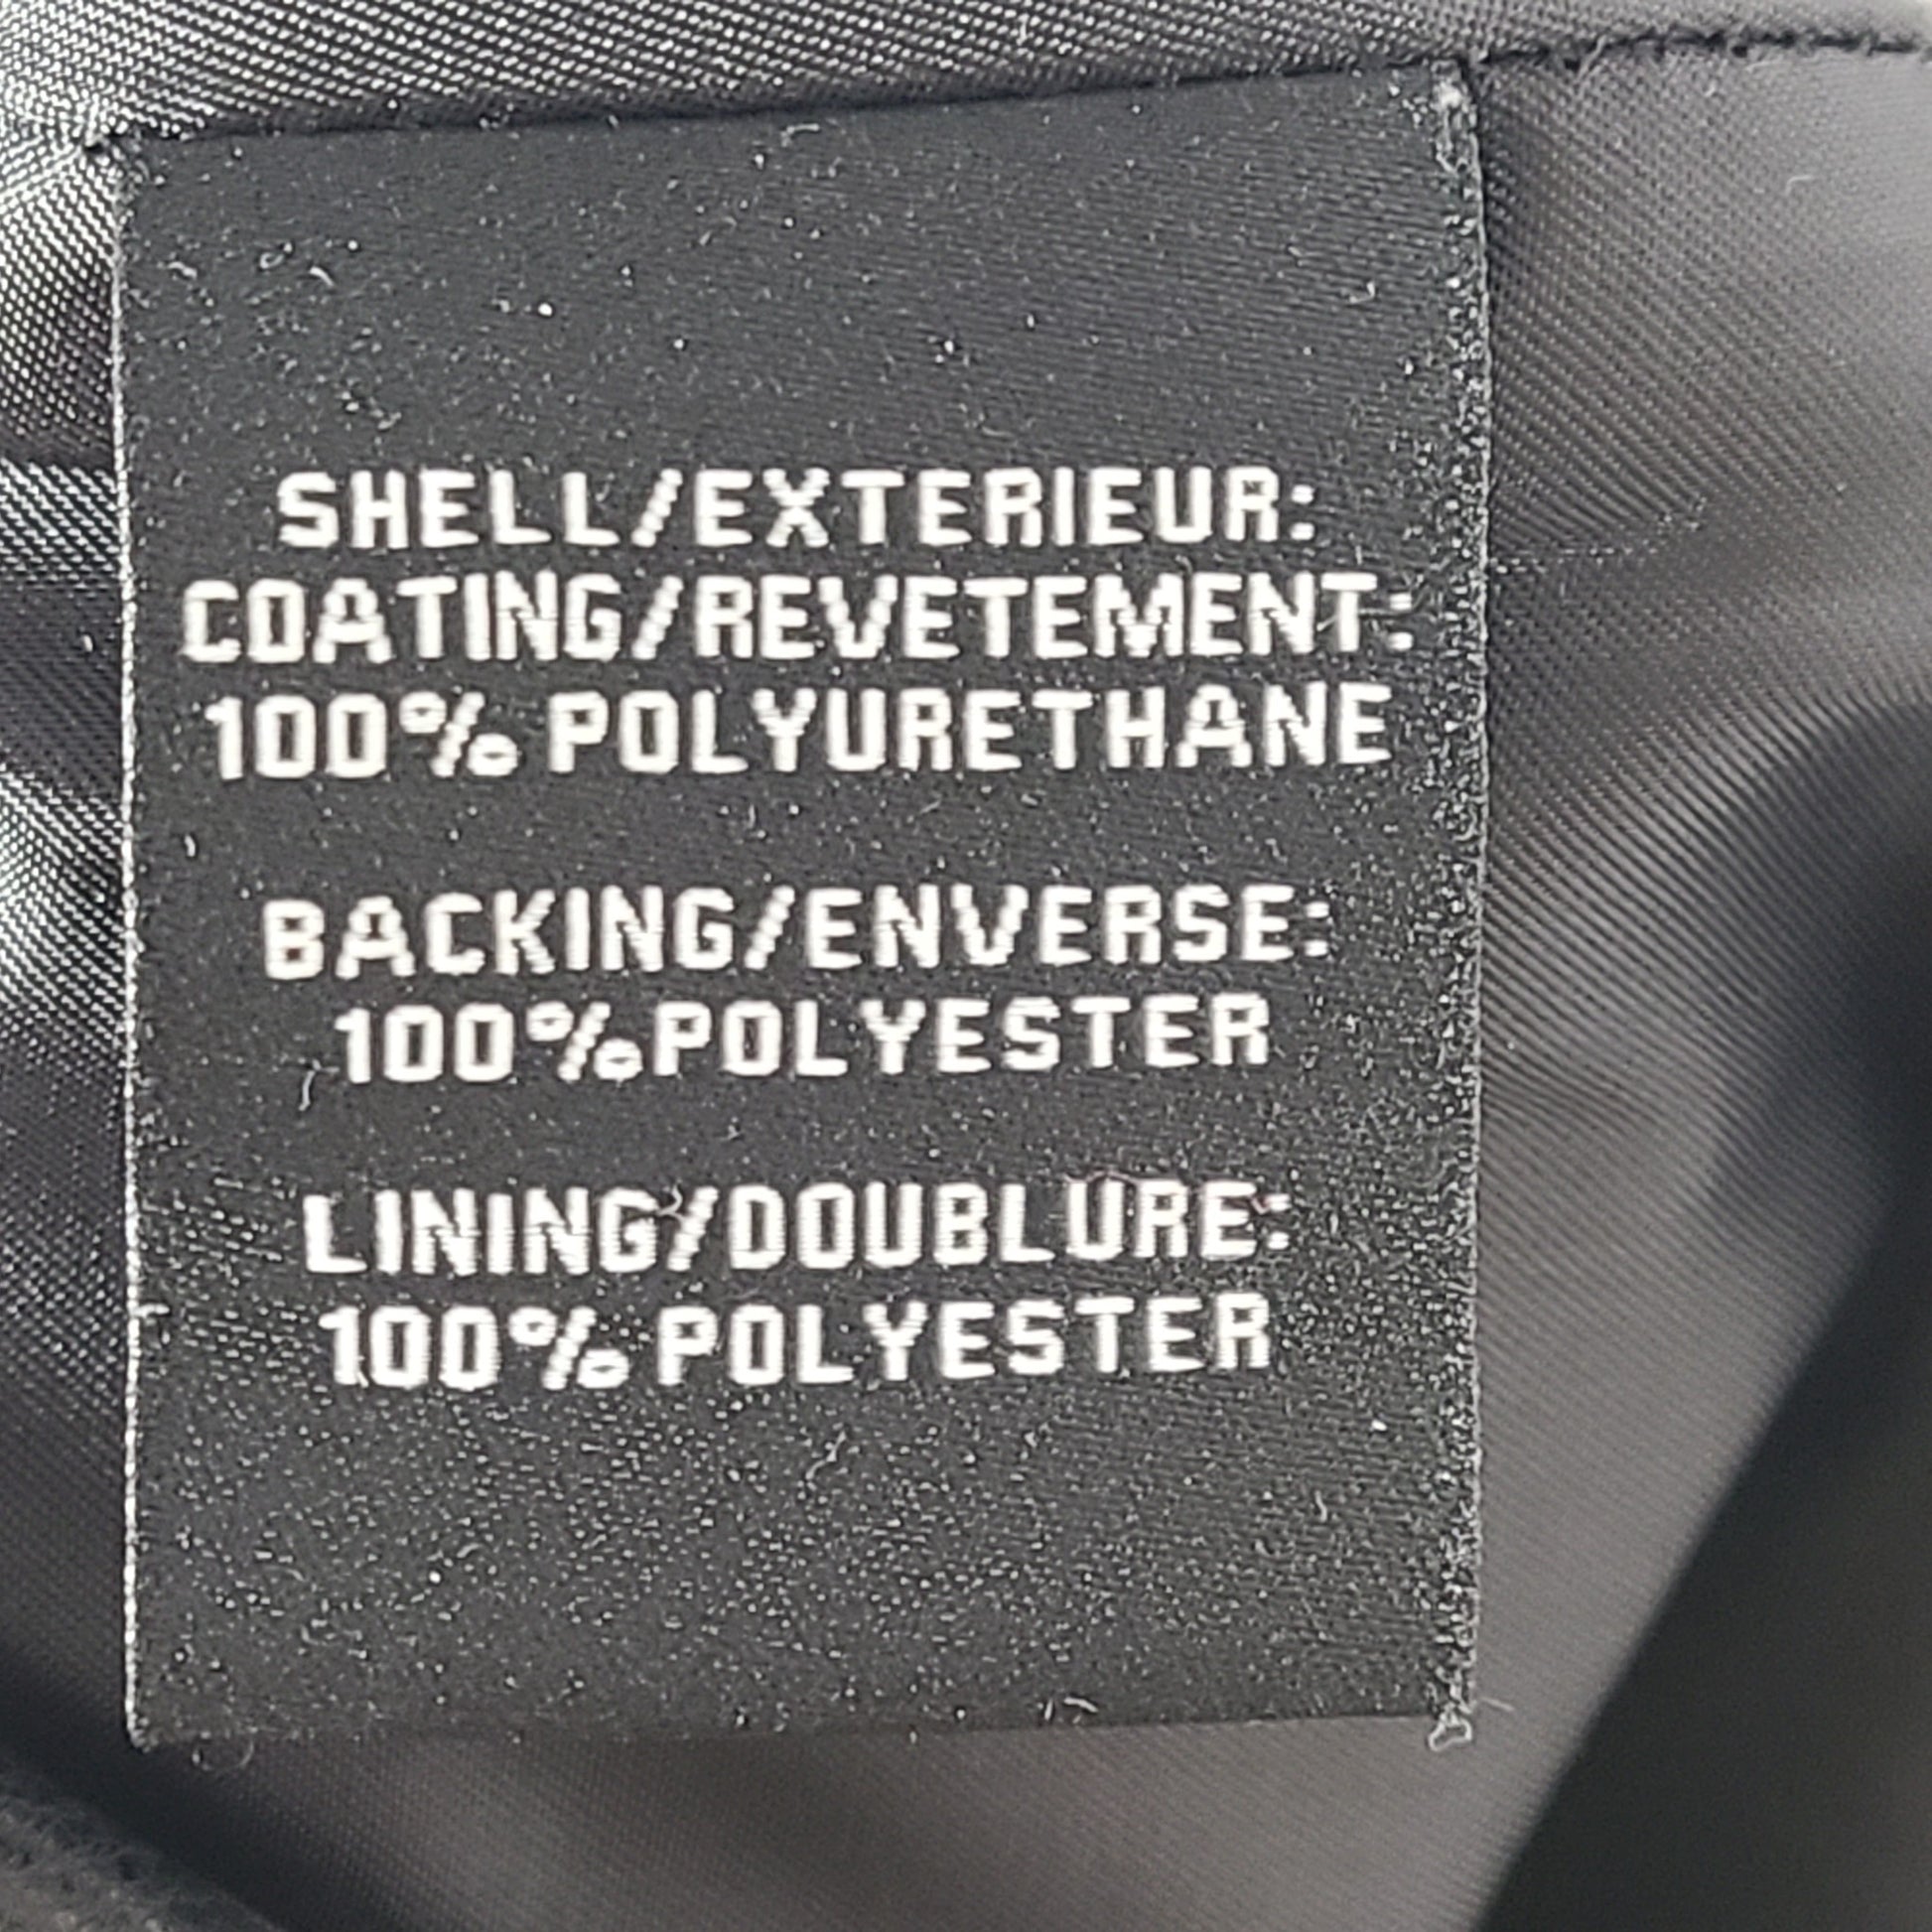 SHELL/EXTERIEUR:
COATING/REVETEMENT:
100% POLYURETHANE
BACKING/ENVERSE:
100%POLYESTER
LINING/DOUBLURE:
100% POLYESTER